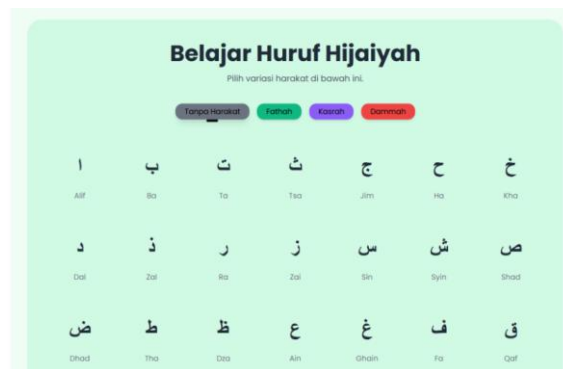 Belajar Huruf Hijaiyah
Pilih variasi harakat di bawah ini.
Tanpa Harakat Fathah Kasrah Dammah
ا ب ت ث ج ح خ
Alif Ba Ta Tsa Jim Ha Kha
د ذ ر ز س ش ص
Dal Zal Ra Zai Sin Syin Shad
ض ط ظ ع غ ف ق
Dhad Tha Dza Ain Ghain Fa Qaf